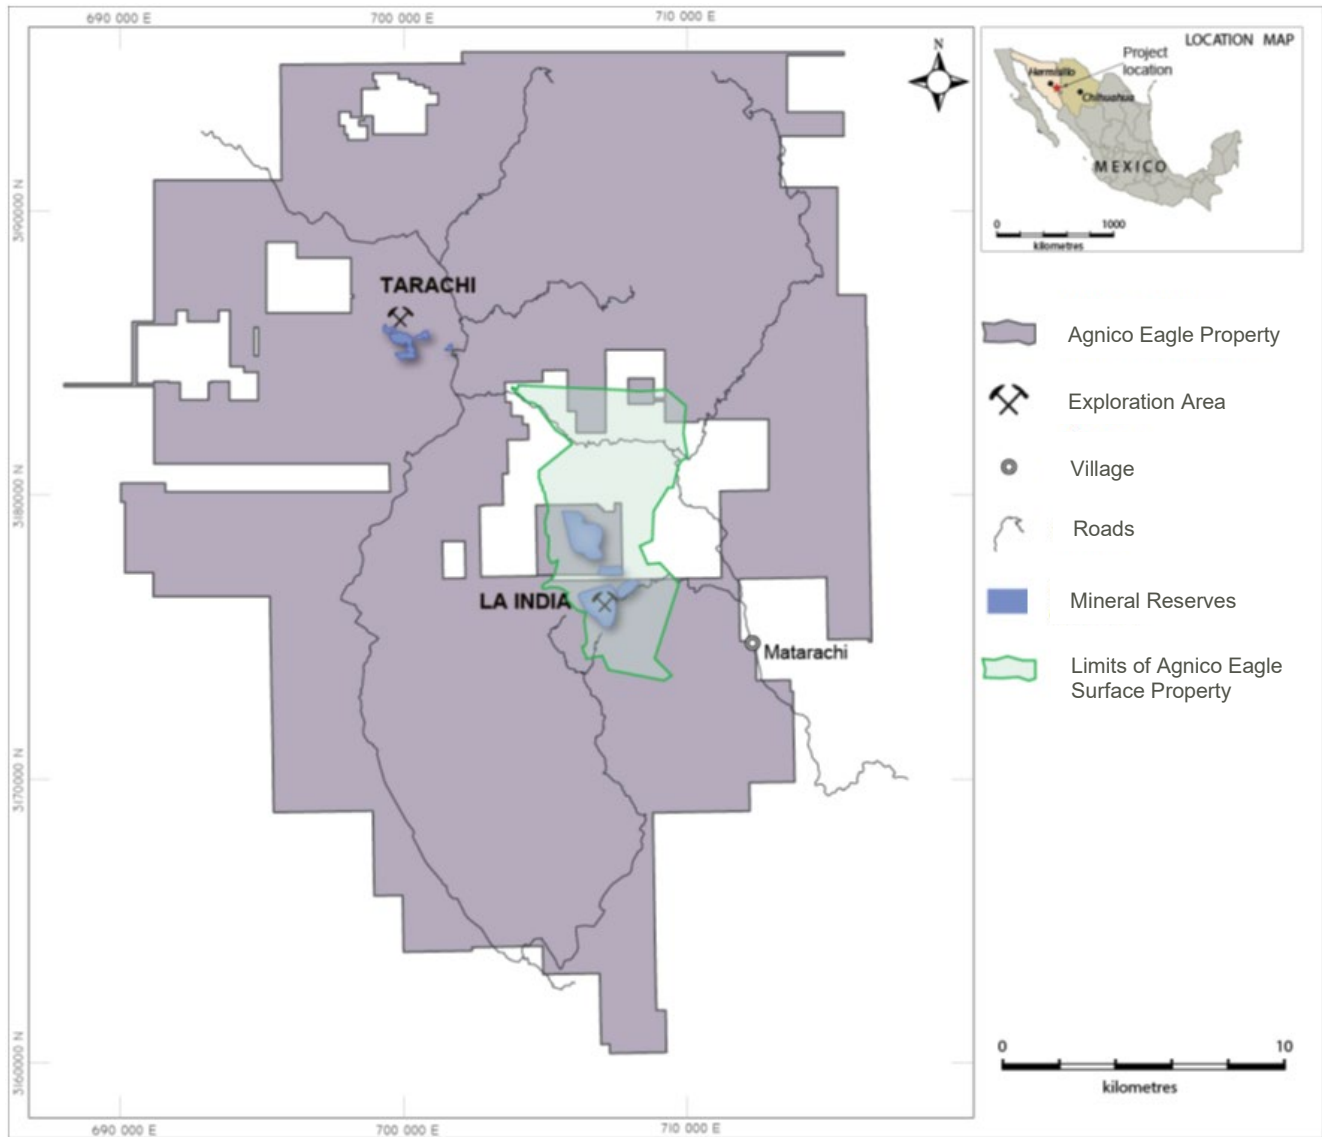 690 000 E
700 000 E
710 000 E
N
LOCATION MAP
Project
location
Hermisillo
Chihuahua
MEXICO
0
1000
kilometres
3190000 N
TARACHI
Agnico Eagle Property
Exploration Area
Village
3180000 N
Roads
LA INDIA
Mineral Reserves
Matarachi
Limits of Agnico Eagle
Surface Property
3170000 N
3160000 N
0
10
kilometres
690 000 E
700 000 E
710 000 E